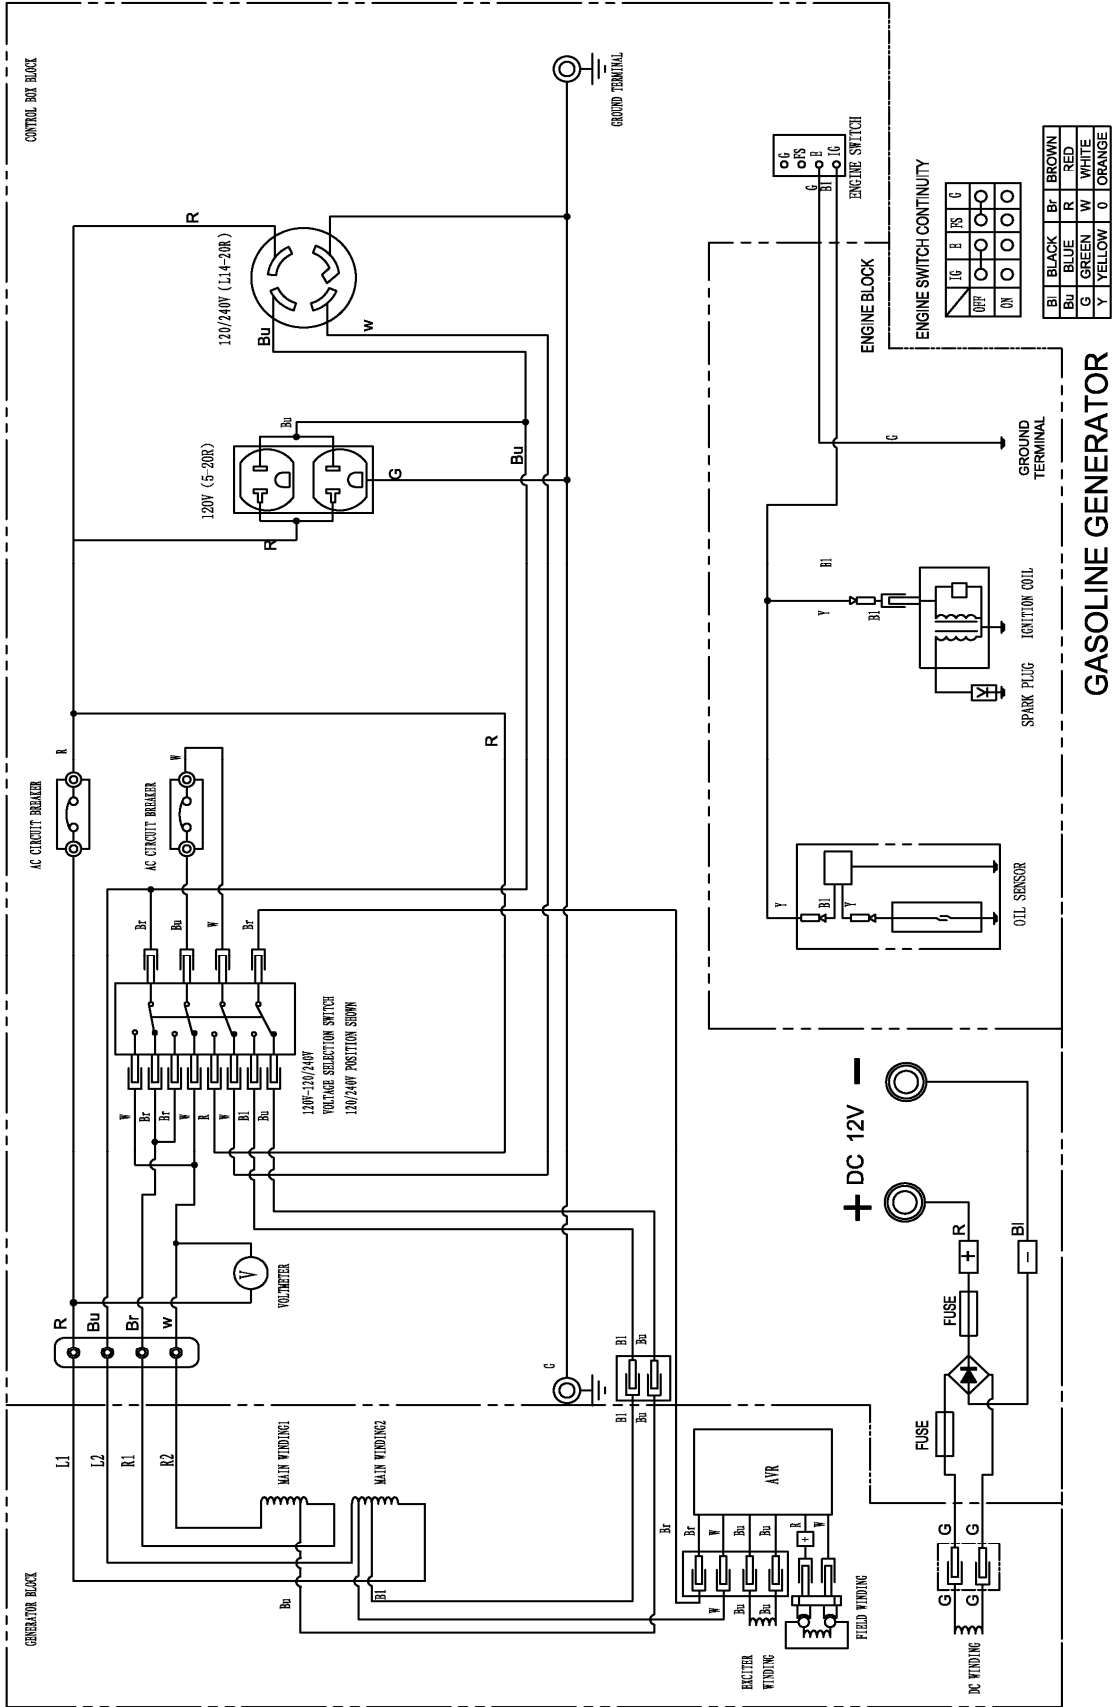 CONTROL BOX BLOCK
GROUND TERMINAL
R
120/240V (L14-20R)
Bu
W
120V (5-20R)
Bu
R
G
Bu
AC CIRCUIT BREAKER
R
AC CIRCUIT BREAKER
W
R
Br
Bu
W
Br
120V-120/240V
VOLTAGE SELECTION SWITCH
120/240V POSITION SHOWN
W
Br
Br
W
R
W
Bl
Bu
V
VOLTMETER
R
Bu
Br
W
G
Bl
Bu
Bl
Bu
GENERATOR BLOCK
L1
L2
R1
R2
MAIN WINDING1
MAIN WINDING2
Bu
Bl
Br
AVR
Br
W
Bu
Bu
R
W
+
W
Bu
Bu
EXCITER
WINDING
FIELD WINDING
DC WINDING
G
G
G
G
FUSE
FUSE
+
-
R
Bl
+ DC 12V -
ENGINE BLOCK
G
FS
E
IG
G
Bl
ENGINE SWITCH
G
GROUND
TERMINAL
Bl
Y
Bl
IGNITION COIL
SPARK PLUG
Y
Bl
Y
OIL SENSOR
ENGINE SWITCH CONTINUITY
IG E FS G
OFF
ON
Bl BLACK Br BROWN
Bu BLUE R RED
G GREEN W WHITE
Y YELLOW O ORANGE
GASOLINE GENERATOR